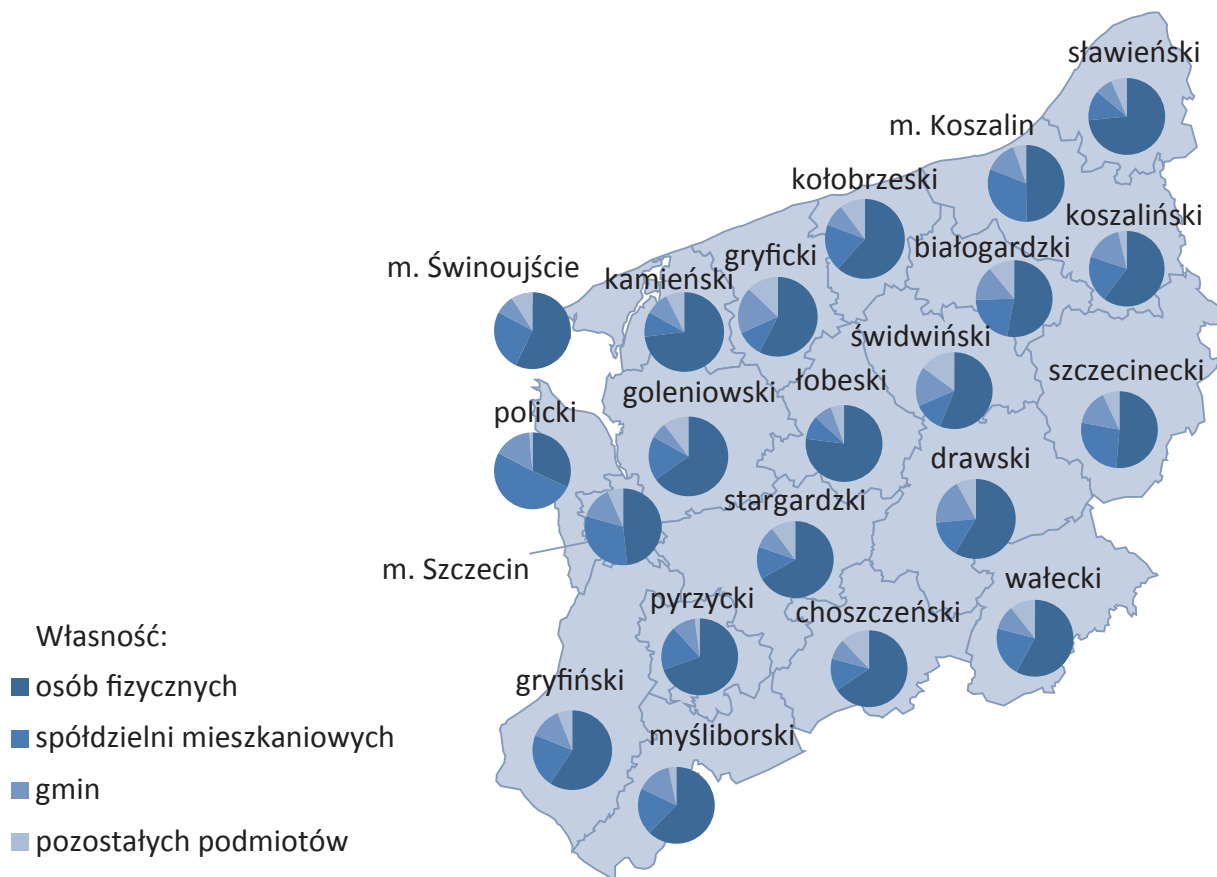 sławieński
m. Koszalin
kołobrzeski
koszaliński
białogardzki
gryficki
m. Świnoujście
kamieński
świdwiński
szczecinecki
łobeski
goleniowski
policki
drawski
stargardzki
m. Szczecin
wałecki
pyrzycki
choszczeński
Własność:
osób fizycznych
gryfiński
spółdzielni mieszkaniowych
myśliborski
gmin
pozostałych podmiotów